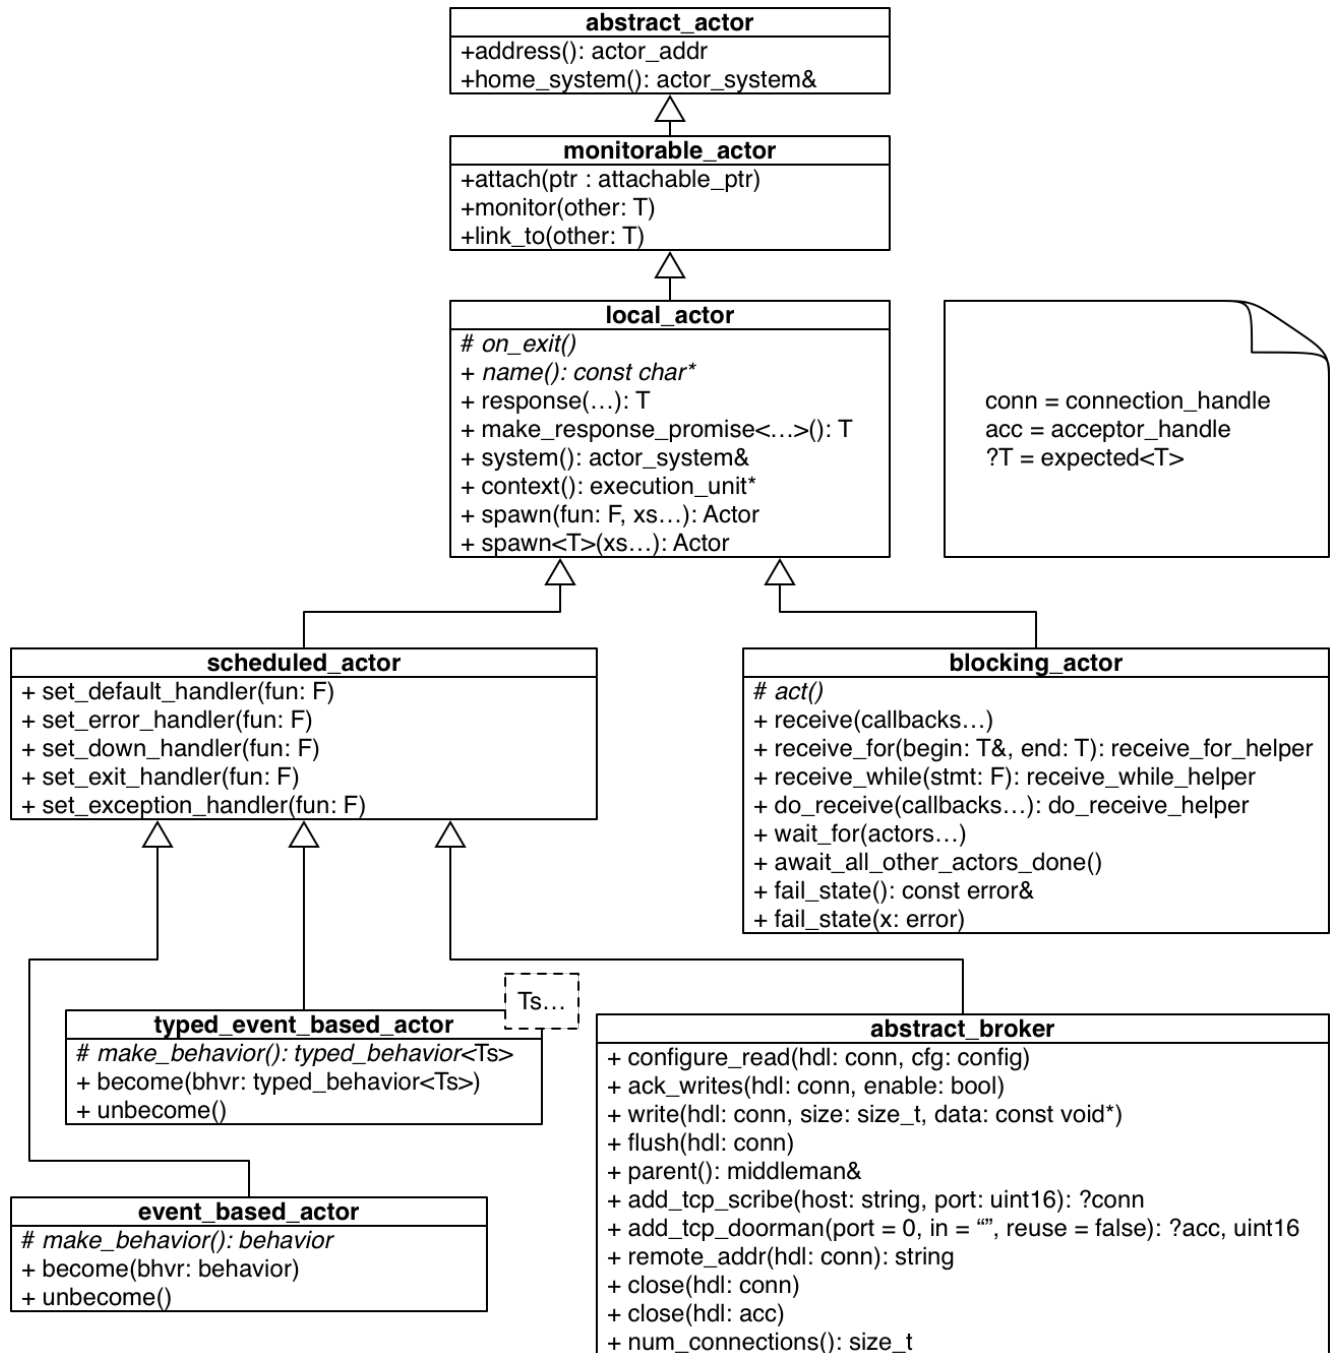 abstract_actor
+address(): actor_addr
+home_system(): actor_system&
monitorable_actor
+attach(ptr : attachable_ptr)
+monitor(other: T)
+link_to(other: T)
local_actor
# on_exit()
+ name(): const char*
+ response(…): T
+ make_response_promise<…>(): T
+ system(): actor_system&
+ context(): execution_unit*
+ spawn(fun: F, xs…): Actor
+ spawn<T>(xs…): Actor
conn = connection_handle
acc = acceptor_handle
?T = expected<T>
scheduled_actor
+ set_default_handler(fun: F)
+ set_error_handler(fun: F)
+ set_down_handler(fun: F)
+ set_exit_handler(fun: F)
+ set_exception_handler(fun: F)
blocking_actor
# act()
+ receive(callbacks…)
+ receive_for(begin: T&, end: T): receive_for_helper
+ receive_while(stmt: F): receive_while_helper
+ do_receive(callbacks…): do_receive_helper
+ wait_for(actors…)
+ await_all_other_actors_done()
+ fail_state(): const error&
+ fail_state(x: error)
Ts…
typed_event_based_actor
# make_behavior(): typed_behavior<Ts>
+ become(bhvr: typed_behavior<Ts>)
+ unbecome()
event_based_actor
# make_behavior(): behavior
+ become(bhvr: behavior)
+ unbecome()
abstract_broker
+ configure_read(hdl: conn, cfg: config)
+ ack_writes(hdl: conn, enable: bool)
+ write(hdl: conn, size: size_t, data: const void*)
+ flush(hdl: conn)
+ parent(): middleman&
+ add_tcp_scribe(host: string, port: uint16): ?conn
+ add_tcp_doorman(port = 0, in = “”, reuse = false): ?acc, uint16
+ remote_addr(hdl: conn): string
+ close(hdl: conn)
+ close(hdl: acc)
+ num_connections(): size_t